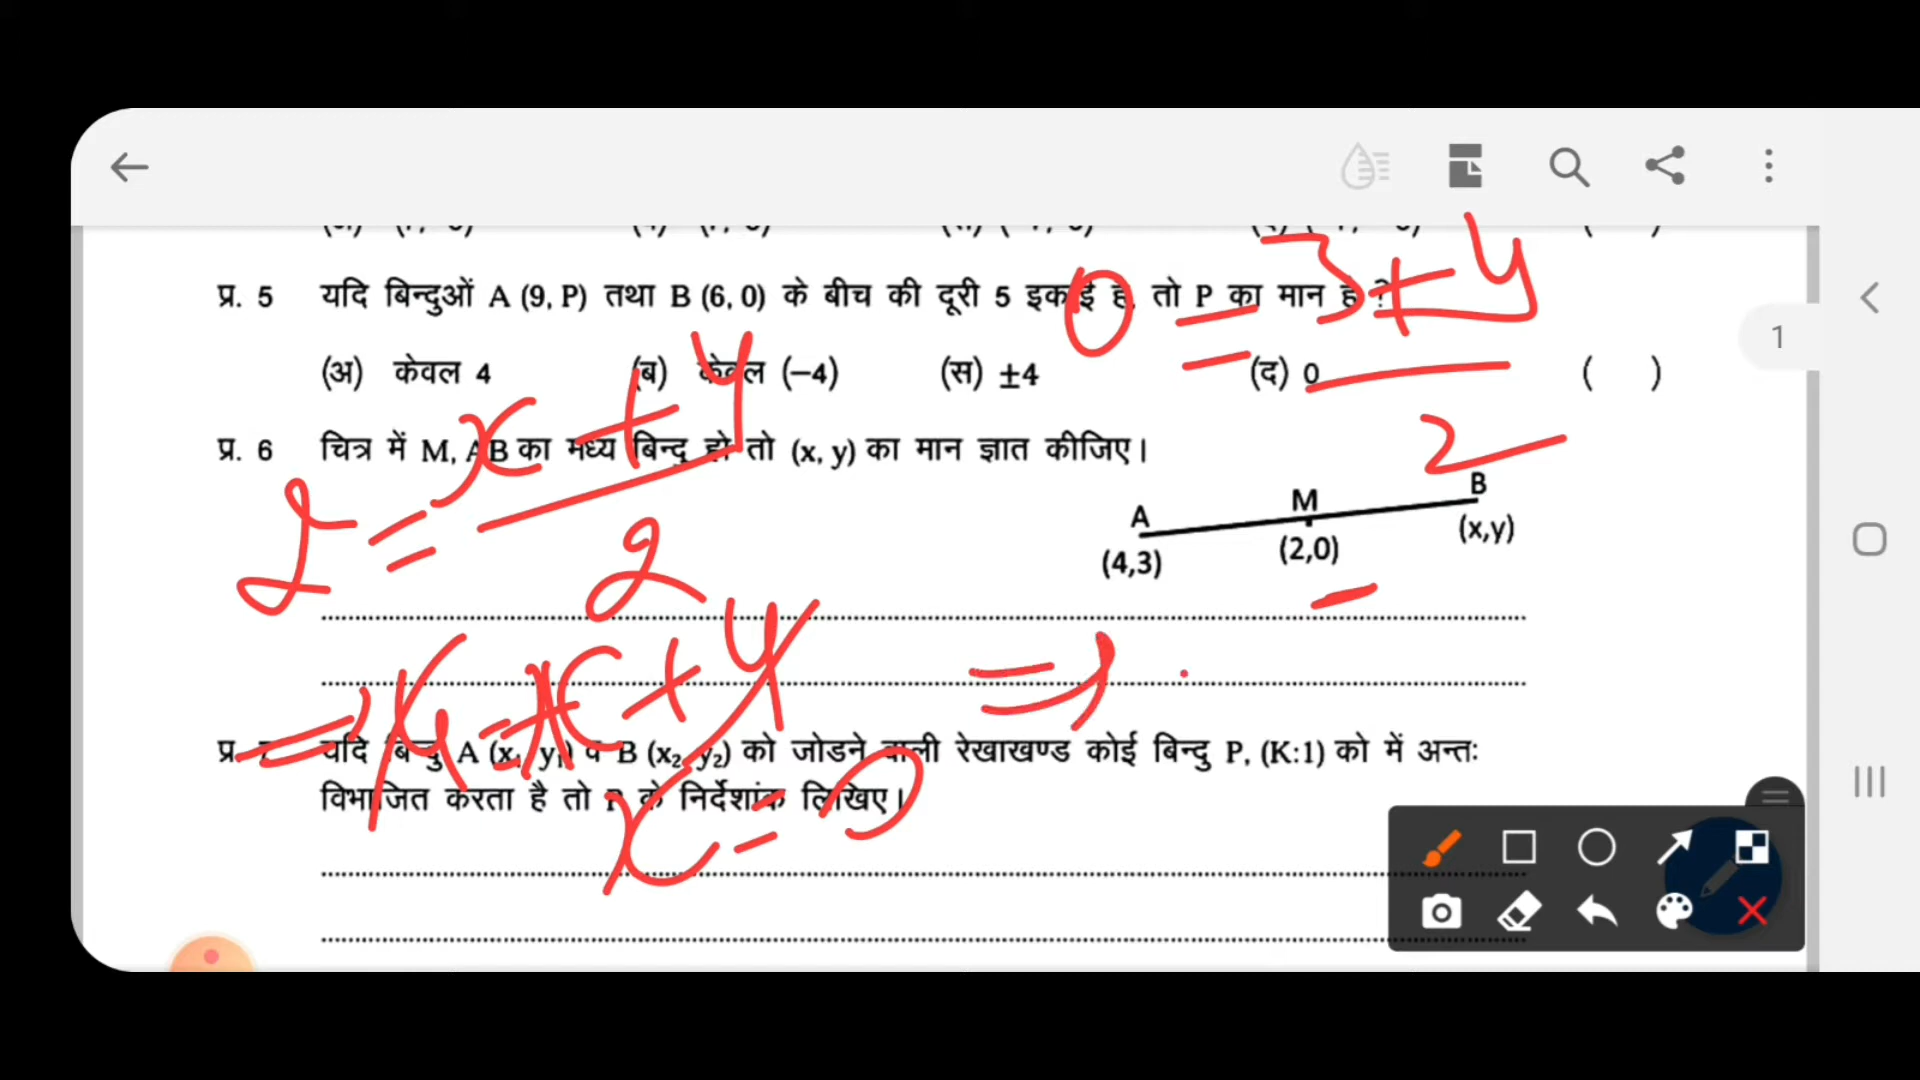 1
प्र. 5 यदि बिन्दुओं A (9, P) तथा B (6, 0) के बीच की दूरी 5 इकाई है, तो P का मान है ?
(अ) केवल 4 (ब) केवल (−4) (स) ±4 (द) 0 ( )
प्र. 6 चित्र में M, AB का मध्य बिन्दु हो तो (x, y) का मान ज्ञात कीजिए।
A M B
(4,3) (2,0) (x,y)
0 = 3+y
2
2 = x+4
2
⇒ 4 = x+4 ⇒
x = 0
यदि बिन्दु A (x₁, y₁) व B (x₂, y₂) को जोडने वाली रेखाखण्ड कोई बिन्दु P, (K:1) को में अन्तः
विभाजित करता है तो P के निर्देशांक लिखिए।